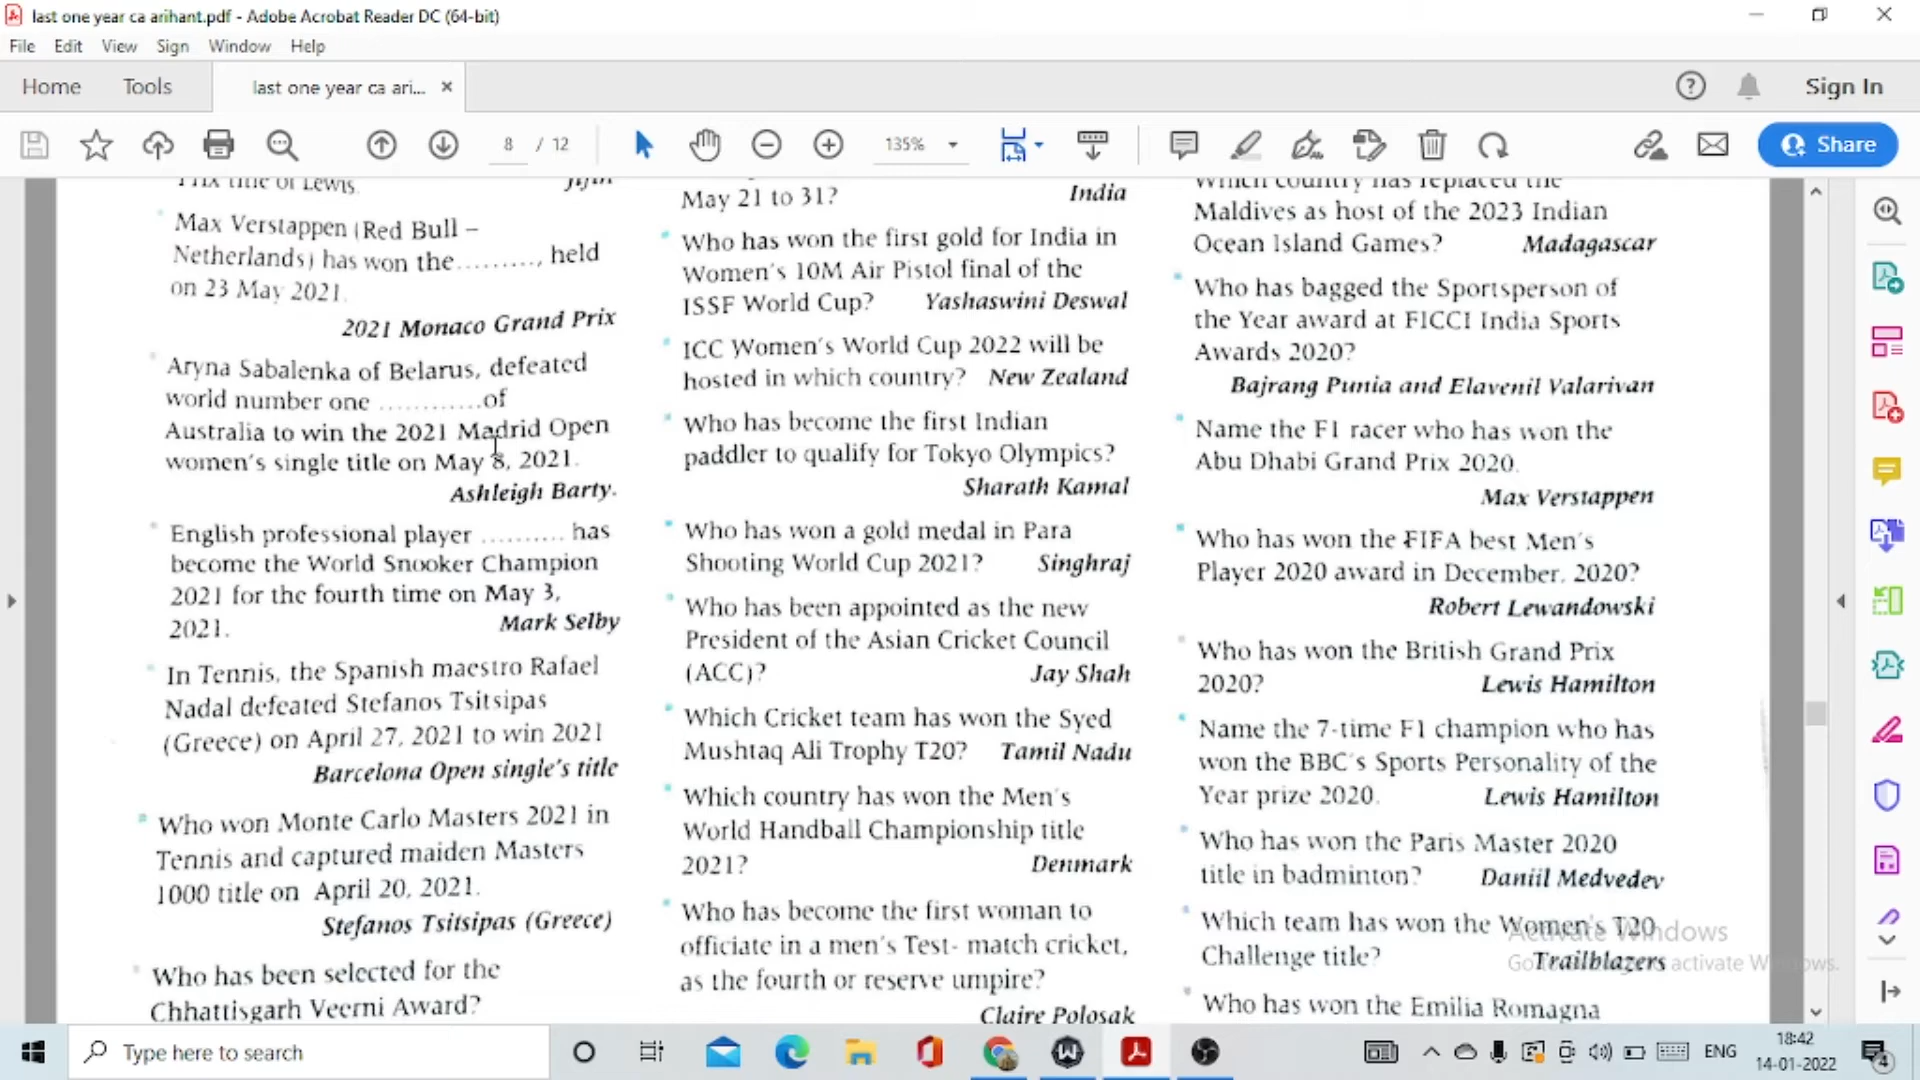 last one year ca arihant.pdf - Adobe Acrobat Reader DC (64-bit)
File Edit View Sign Window Help
Home Tools last one year ca ari... × Sign In
8 / 12 135% Share
Prix title of Lewis. Jijin
Max Verstappen (Red Bull –
Netherlands) has won the........., held
on 23 May 2021.
2021 Monaco Grand Prix
Aryna Sabalenka of Belarus, defeated
world number one ............of
Australia to win the 2021 Madrid Open
women's single title on May 8, 2021.
Ashleigh Barty.
English professional player .......... has
become the World Snooker Champion
2021 for the fourth time on May 3,
2021. Mark Selby
In Tennis, the Spanish maestro Rafael
Nadal defeated Stefanos Tsitsipas
(Greece) on April 27, 2021 to win 2021
Barcelona Open single's title
Who won Monte Carlo Masters 2021 in
Tennis and captured maiden Masters
1000 title on April 20, 2021.
Stefanos Tsitsipas (Greece)
Who has been selected for the
Chhattisgarh Veerni Award?
May 21 to 31? India
Who has won the first gold for India in
Women's 10M Air Pistol final of the
ISSF World Cup? Yashaswini Deswal
ICC Women's World Cup 2022 will be
hosted in which country? New Zealand
Who has become the first Indian
paddler to qualify for Tokyo Olympics?
Sharath Kamal
Who has won a gold medal in Para
Shooting World Cup 2021? Singhraj
Who has been appointed as the new
President of the Asian Cricket Council
(ACC)? Jay Shah
Which Cricket team has won the Syed
Mushtaq Ali Trophy T20? Tamil Nadu
Which country has won the Men's
World Handball Championship title
2021? Denmark
Who has become the first woman to
officiate in a men's Test- match cricket,
as the fourth or reserve umpire?
Claire Polosak
Which country has replaced the
Maldives as host of the 2023 Indian
Ocean Island Games? Madagascar
Who has bagged the Sportsperson of
the Year award at FICCI India Sports
Awards 2020?
Bajrang Punia and Elavenil Valarivan
Name the F1 racer who has won the
Abu Dhabi Grand Prix 2020.
Max Verstappen
Who has won the FIFA best Men's
Player 2020 award in December, 2020?
Robert Lewandowski
Who has won the British Grand Prix
2020? Lewis Hamilton
Name the 7-time F1 champion who has
won the BBC's Sports Personality of the
Year prize 2020. Lewis Hamilton
Who has won the Paris Master 2020
title in badminton? Daniil Medvedev
Which team has won the Women's T20
Challenge title? Trailblazers
Who has won the Emilia Romagna
Activate Windows
Go to activate Windows.
Type here to search
ENG
18:42
14-01-2022
4